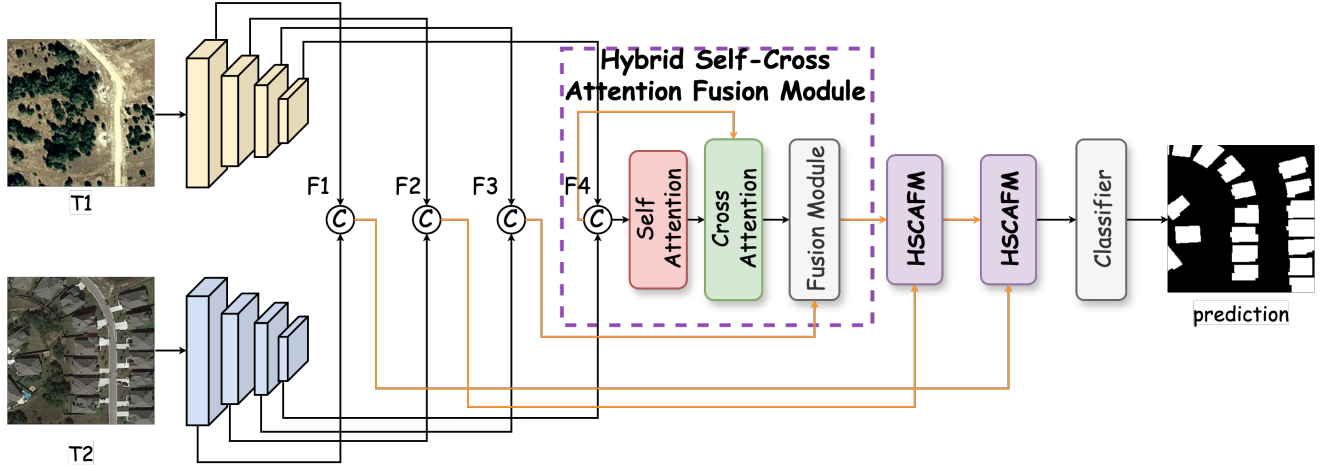 Hybrid Self-Cross
Attention Fusion Module
T1
F1
F2
F3
F4
C
C
C
C
Self
Attention
Cross
Attention
Fusion Module
HSCAFM
HSCAFM
Classifier
prediction
T2